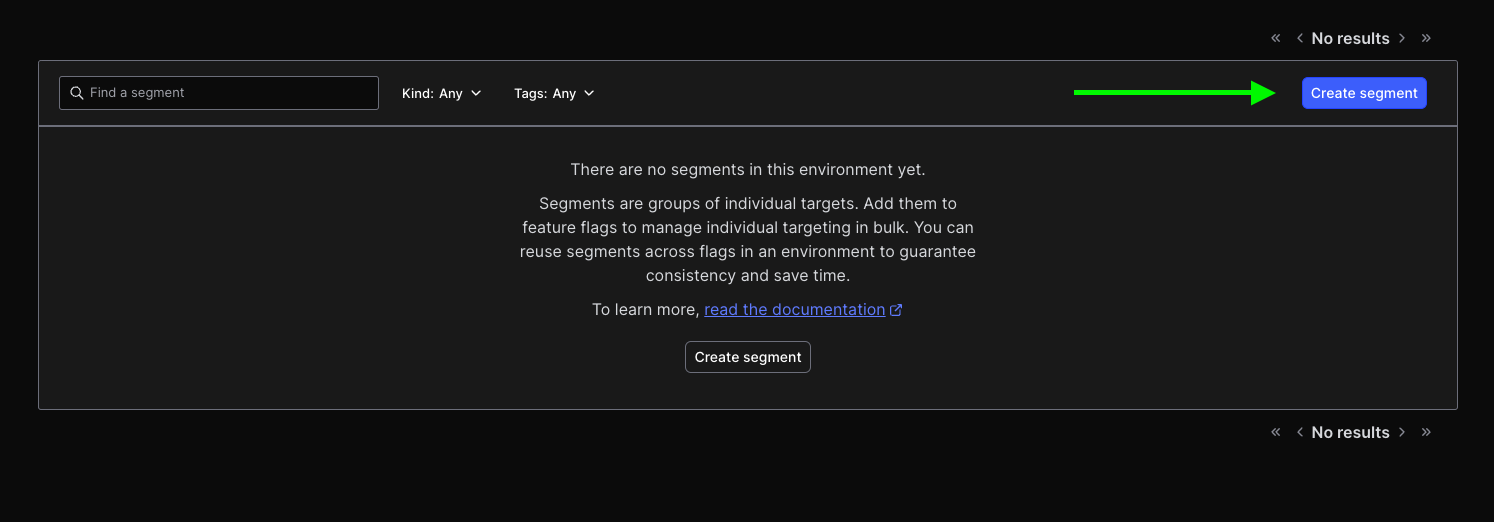 No results
Find a segment
Kind: Any
Tags: Any
Create segment
There are no segments in this environment yet.
Segments are groups of individual targets. Add them to
feature flags to manage individual targeting in bulk. You can
reuse segments across flags in an environment to guarantee
consistency and save time.
To learn more, read the documentation
Create segment
No results